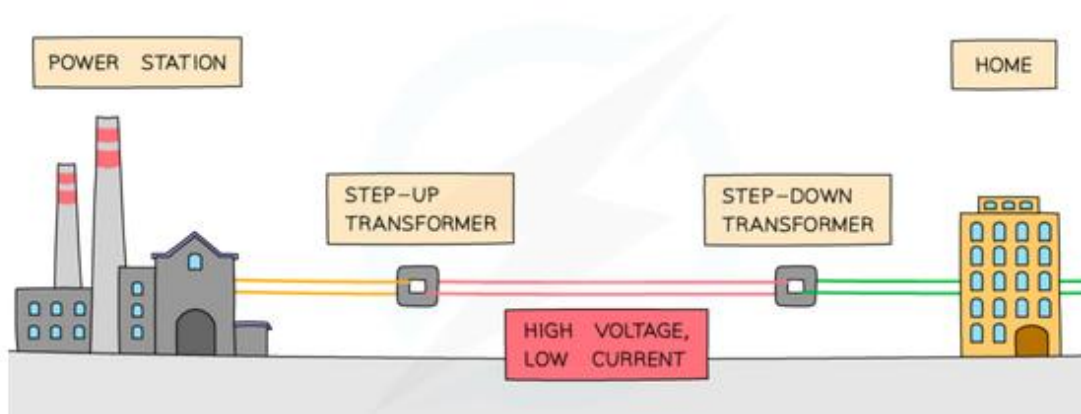 POWER STATION
HOME
STEP-UP
TRANSFORMER
STEP-DOWN
TRANSFORMER
HIGH VOLTAGE,
LOW CURRENT